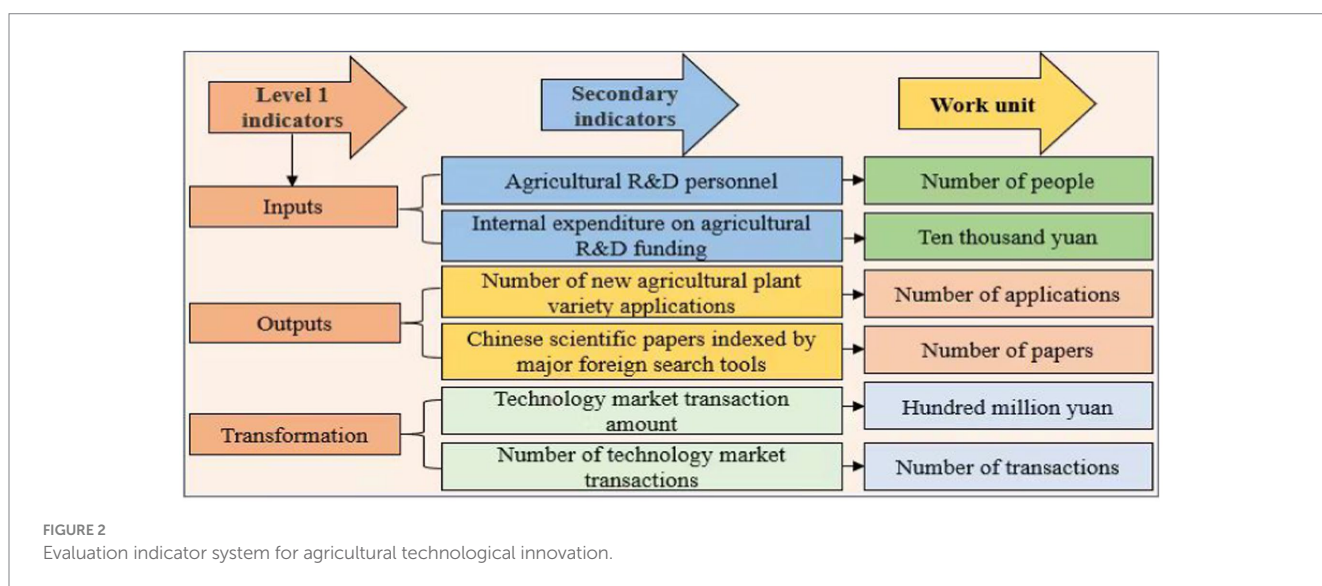 Level 1
indicators
Secondary
indicators
Work unit
Inputs
Agricultural R&D personnel
Number of people
Internal expenditure on agricultural
R&D funding
Ten thousand yuan
Outputs
Number of new agricultural plant
variety applications
Number of applications
Chinese scientific papers indexed by
major foreign search tools
Number of papers
Transformation
Technology market transaction
amount
Hundred million yuan
Number of technology market
transactions
Number of transactions
FIGURE 2
Evaluation indicator system for agricultural technological innovation.